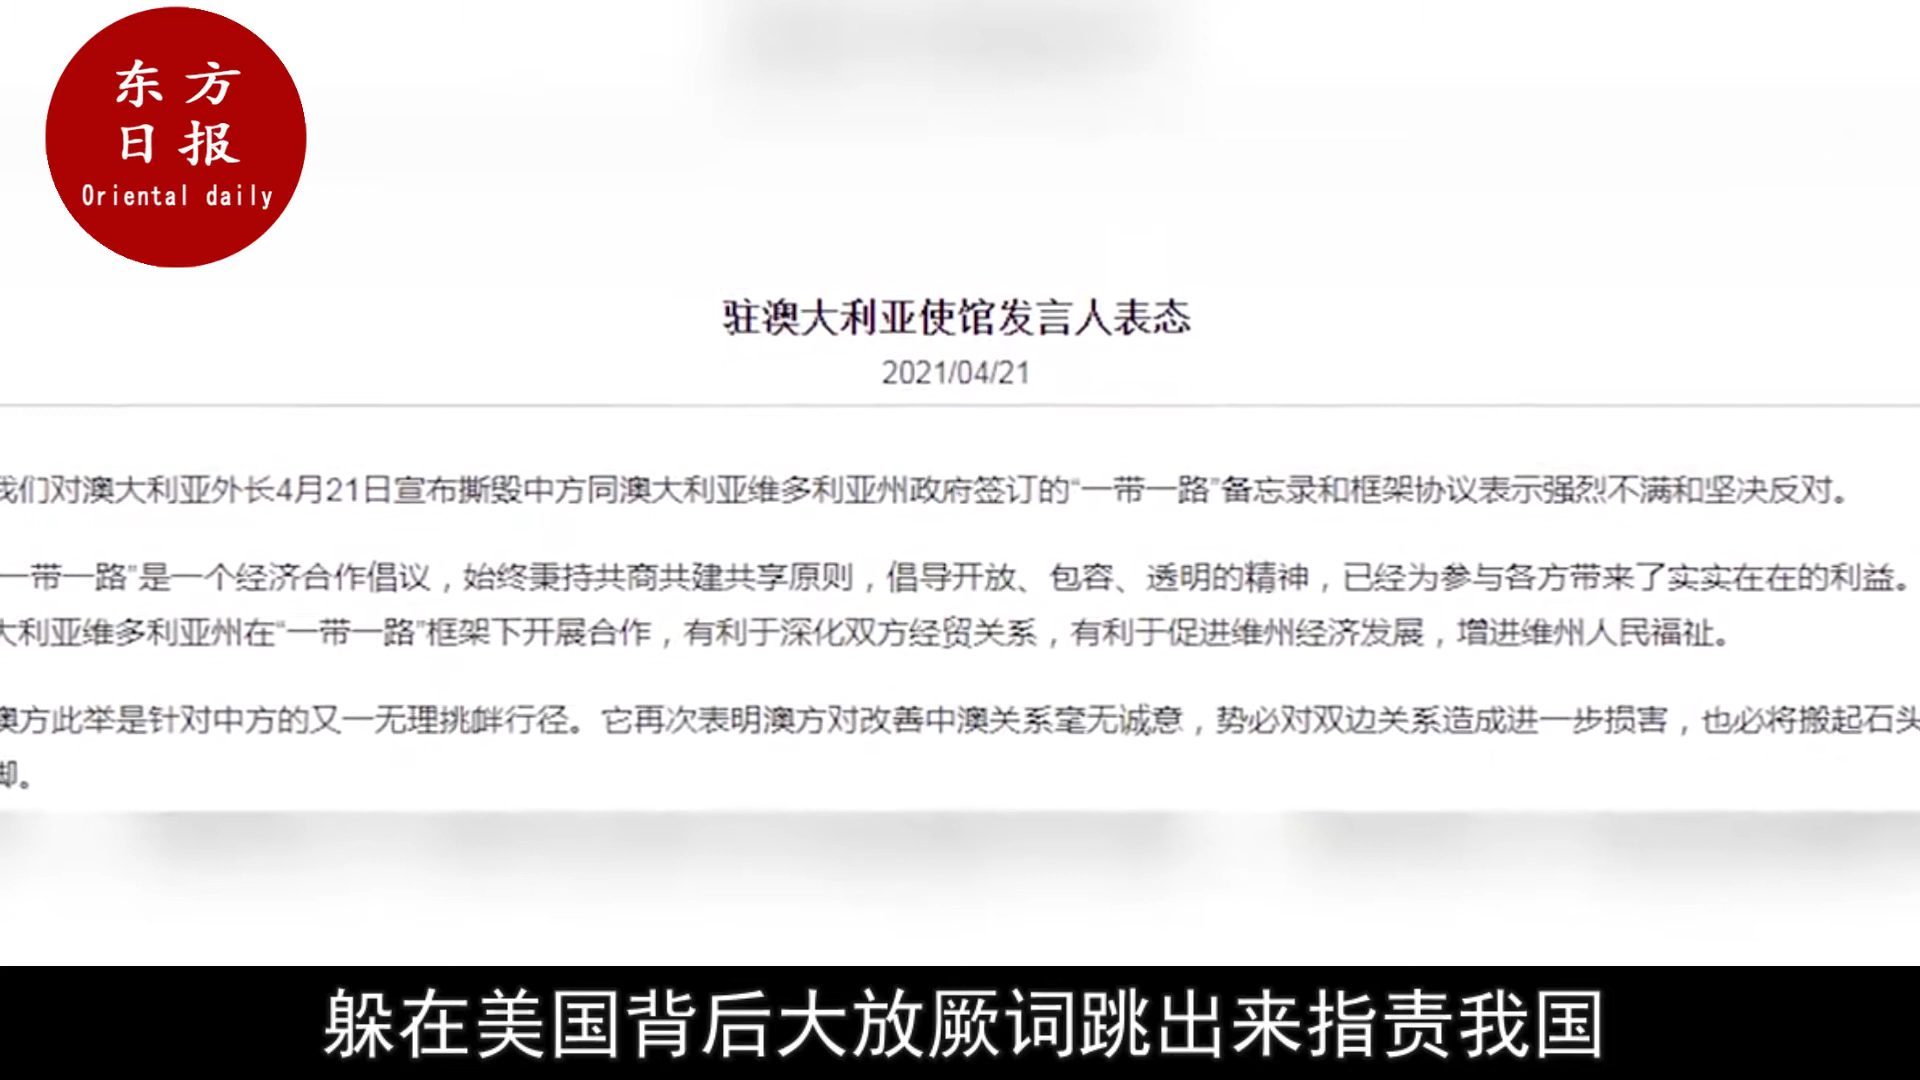 东方
日报
Oriental daily
驻澳大利亚使馆发言人表态
2021/04/21
我们对澳大利亚外长4月21日宣布撕毁中方同澳大利亚维多利亚州政府签订的“一带一路”备忘录和框架协议表示强烈不满和坚决反对。
一带一路”是一个经济合作倡议，始终秉持共商共建共享原则，倡导开放、包容、透明的精神，已经为参与各方带来了实实在在的利益。
大利亚维多利亚州在“一带一路”框架下开展合作，有利于深化双方经贸关系，有利于促进维州经济发展，增进维州人民福祉。
澳方此举是针对中方的又一无理挑衅行径。它再次表明澳方对改善中澳关系毫无诚意，势必对双边关系造成进一步损害，也必将搬起石头
脚。
躲在美国背后大放厥词跳出来指责我国